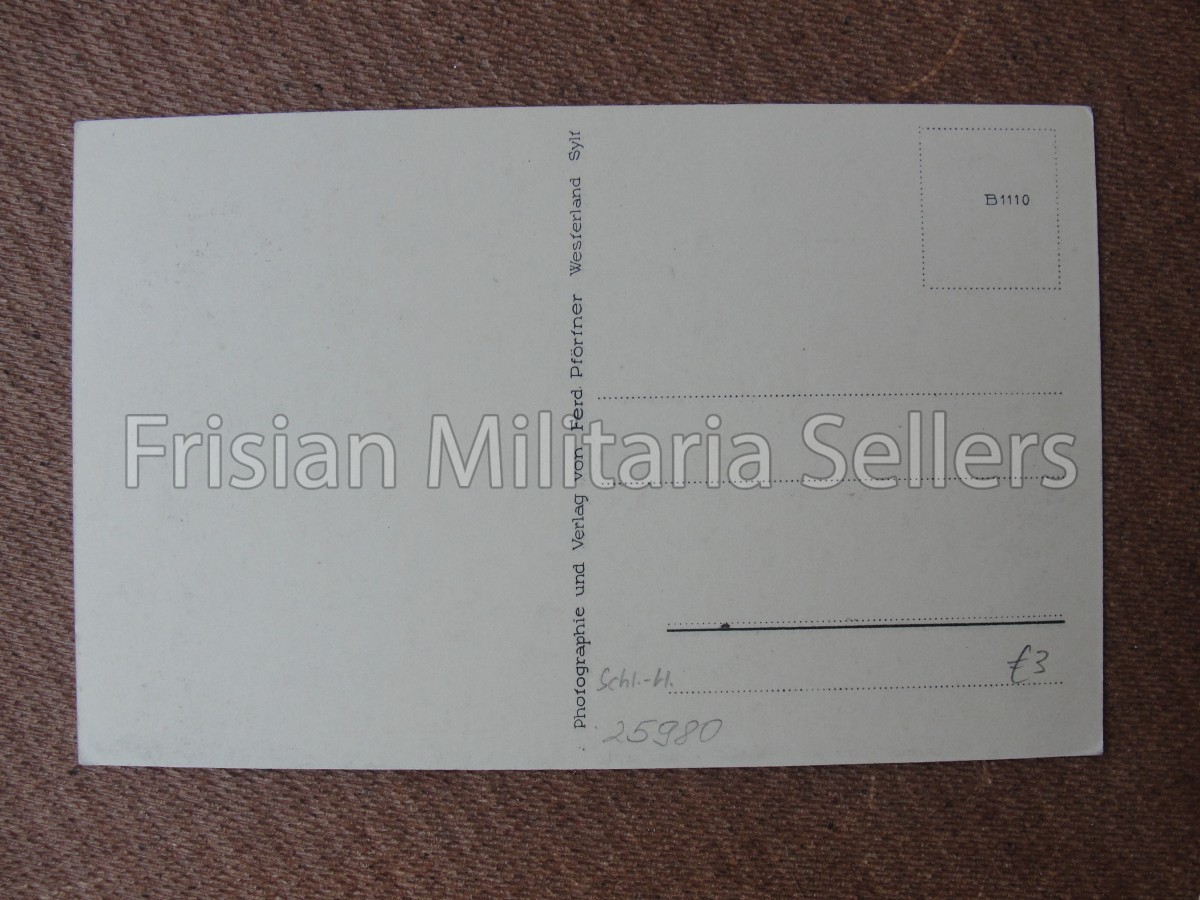 B1110
Photographie und Verlag von Ferd. Pförtner Westerland Sylt
Frisian Militaria Sellers
€3
Schl.-H.
25980